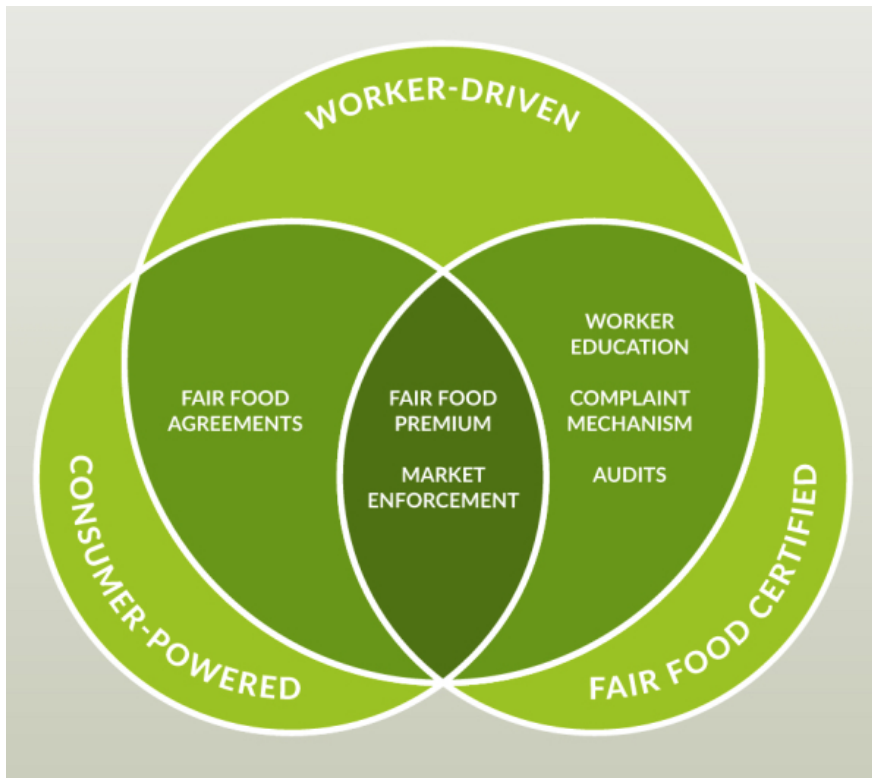 WORKER-DRIVEN
CONSUMER-POWERED
FAIR FOOD CERTIFIED
FAIR FOOD
AGREEMENTS
FAIR FOOD
PREMIUM
MARKET
ENFORCEMENT
WORKER
EDUCATION
COMPLAINT
MECHANISM
AUDITS